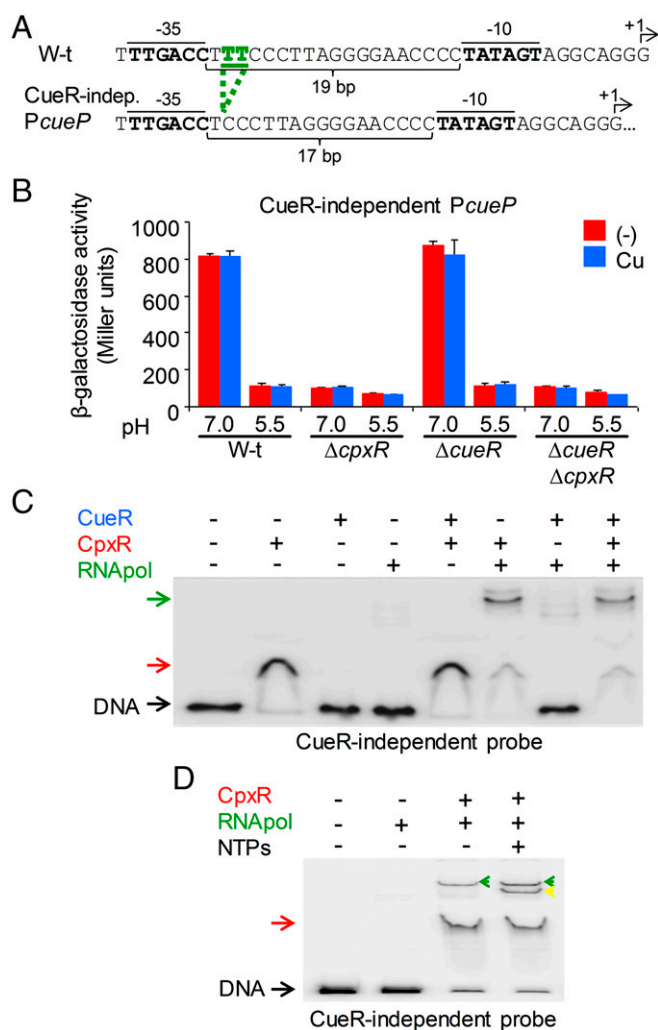 A
-35 -10 +1
W-t TTTGACCTTTCCCTTAGGGGAACCCCTATAGTAGGCAGGG
19 bp
CueR-indep. -35 -10 +1
PcueP TTTGACCTCCCTTAGGGGAACCCCTATAGTAGGCAGGG...
17 bp
B
CueR-independent PcueP
β-galactosidase activity
(Miller units)
1000
800
600
400
200
0
(-)
Cu
pH 7.0 5.5 7.0 5.5 7.0 5.5 7.0 5.5
W-t ΔcpxR ΔcueR ΔcueR
ΔcpxR
C
CueR - - + - + - + +
CpxR - + - - + + - +
RNApol - - - + - + + +
DNA
CueR-independent probe
D
CpxR - - + +
RNApol - + + +
NTPs - - - +
DNA
CueR-independent probe